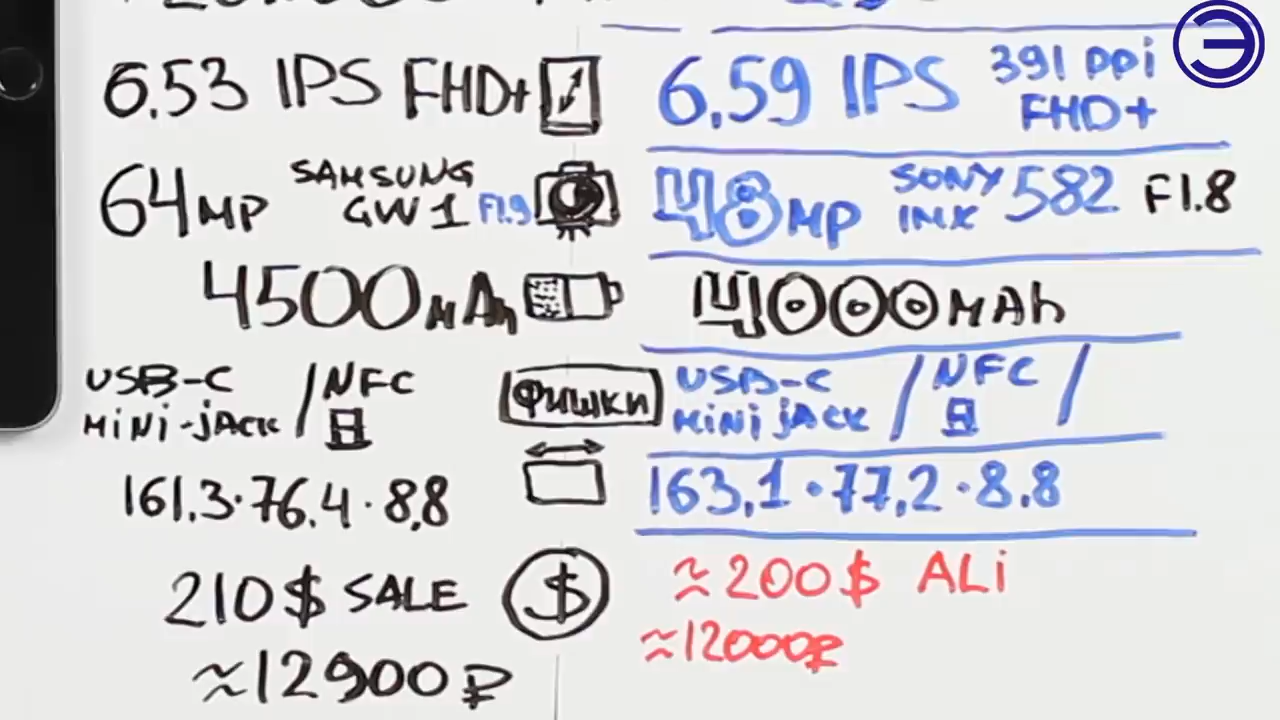 6.53 IPS FHD+ 6,59 IPS 391 ppi FHD+
64MP SAMSUNG GW1 F1.9 48MP SONY IMX 582 F1.8
4500мAh 4000MAh
USB-C / NFC ФИШКИ USB-C / NFC /
MiNi-jACK MiNi jACK
161.3·76.4·8,8 163,1·77,2·8.8
210$ SALE $ ≈200$ ALi
≈12900₽ ≈12000₽
Э